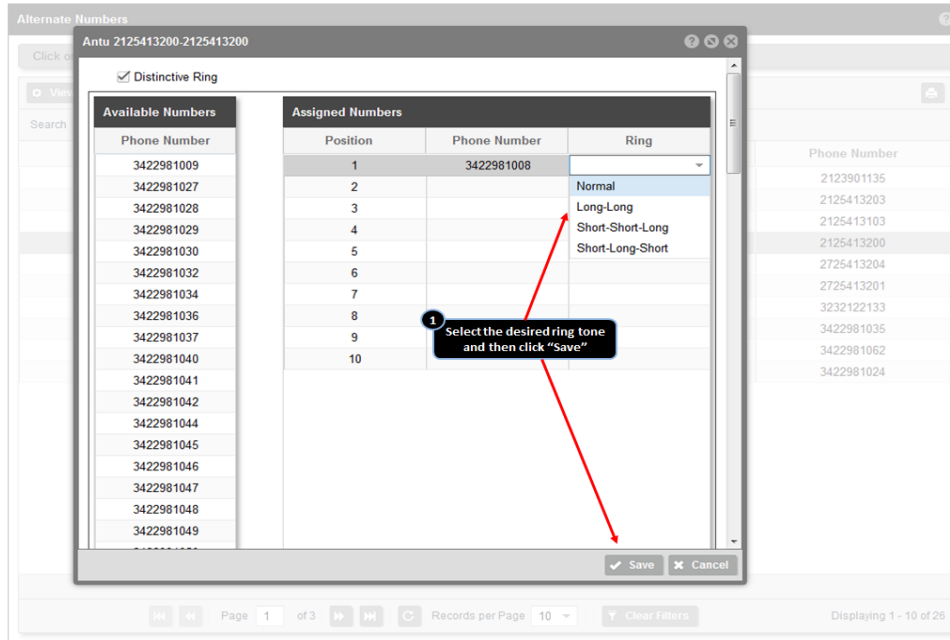 Alternate Numbers
Antu 2125413200-2125413200
Click
View
Distinctive Ring
Search
Available Numbers
Phone Number
3422981009
3422981027
3422981028
3422981029
3422981030
3422981032
3422981034
3422981036
3422981037
3422981040
3422981041
3422981042
3422981044
3422981045
3422981046
3422981047
3422981048
3422981049
Assigned Numbers
Position Phone Number Ring
1 3422981008
2
3
4
5
6
7
8
9
10
Normal
Long-Long
Short-Short-Long
Short-Long-Short
1
Select the desired ring tone
and then click “Save”
Phone Number
2123901135
2125413203
2125413103
2125413200
2725413204
2725413201
3232122133
3422981035
3422981062
3422981024
Save Cancel
Page 1 of 3 Records per Page 10 Clear Filters Displaying 1 - 10 of 26